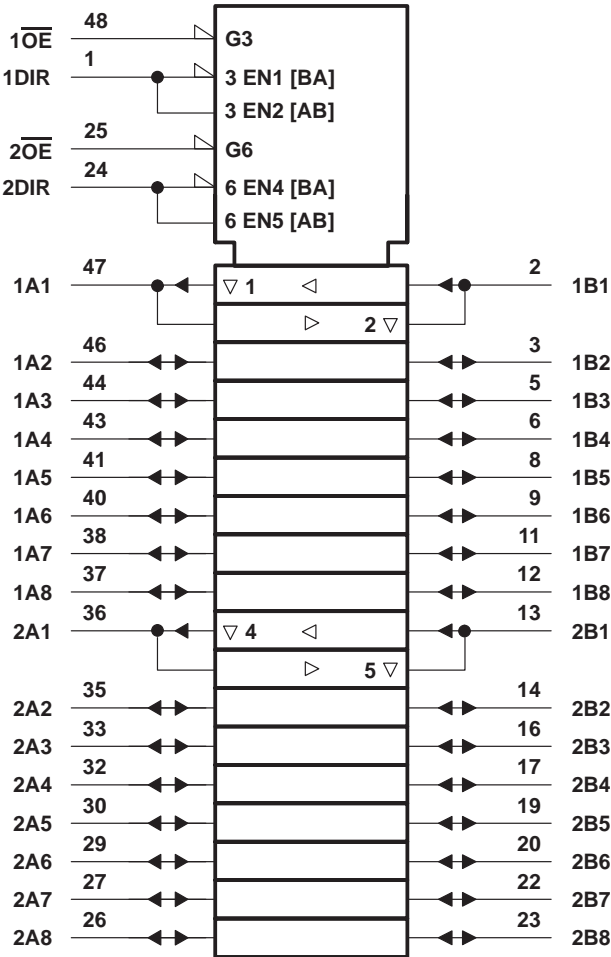 1O̅E̅ 48 G3
1DIR 1 3 EN1 [BA]
3 EN2 [AB]
2O̅E̅ 25 G6
2DIR 24 6 EN4 [BA]
6 EN5 [AB]
1A1 47 ▽ 1 ◁ 2 1B1
▷ 2 ▽
1A2 46 3 1B2
1A3 44 5 1B3
1A4 43 6 1B4
1A5 41 8 1B5
1A6 40 9 1B6
1A7 38 11 1B7
1A8 37 12 1B8
2A1 36 ▽ 4 ◁ 13 2B1
▷ 5 ▽
2A2 35 14 2B2
2A3 33 16 2B3
2A4 32 17 2B4
2A5 30 19 2B5
2A6 29 20 2B6
2A7 27 22 2B7
2A8 26 23 2B8